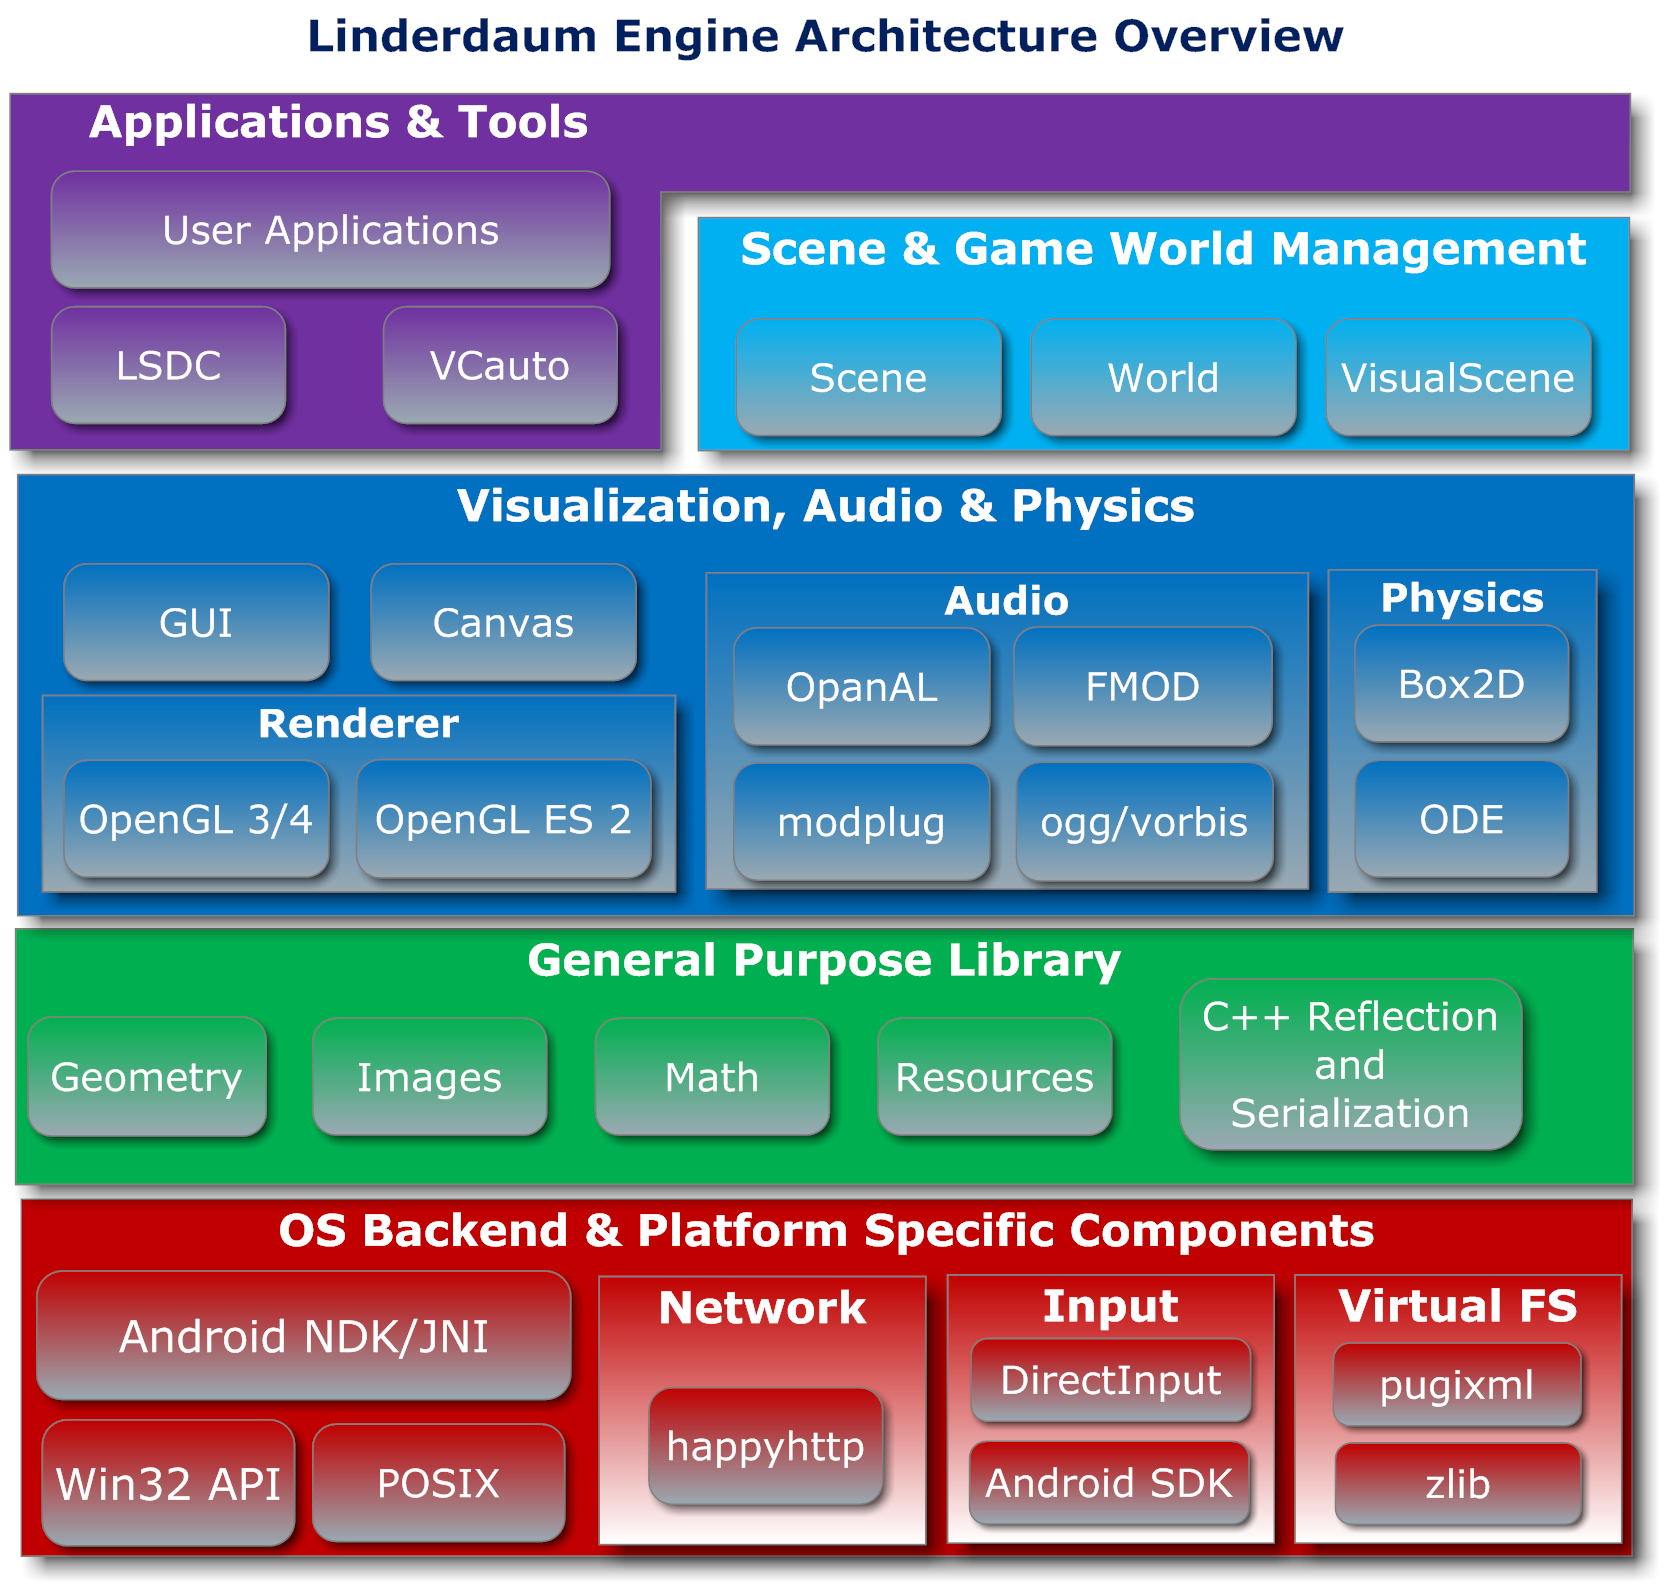 Linderdaum Engine Architecture Overview
Applications & Tools
User Applications
LSDC
VCauto
Scene & Game World Management
Scene
World
VisualScene
Visualization, Audio & Physics
GUI
Canvas
Renderer
OpenGL 3/4
OpenGL ES 2
Audio
OpanAL
FMOD
modplug
ogg/vorbis
Physics
Box2D
ODE
General Purpose Library
Geometry
Images
Math
Resources
C++ Reflection
and
Serialization
OS Backend & Platform Specific Components
Android NDK/JNI
Win32 API
POSIX
Network
happyhttp
Input
DirectInput
Android SDK
Virtual FS
pugixml
zlib